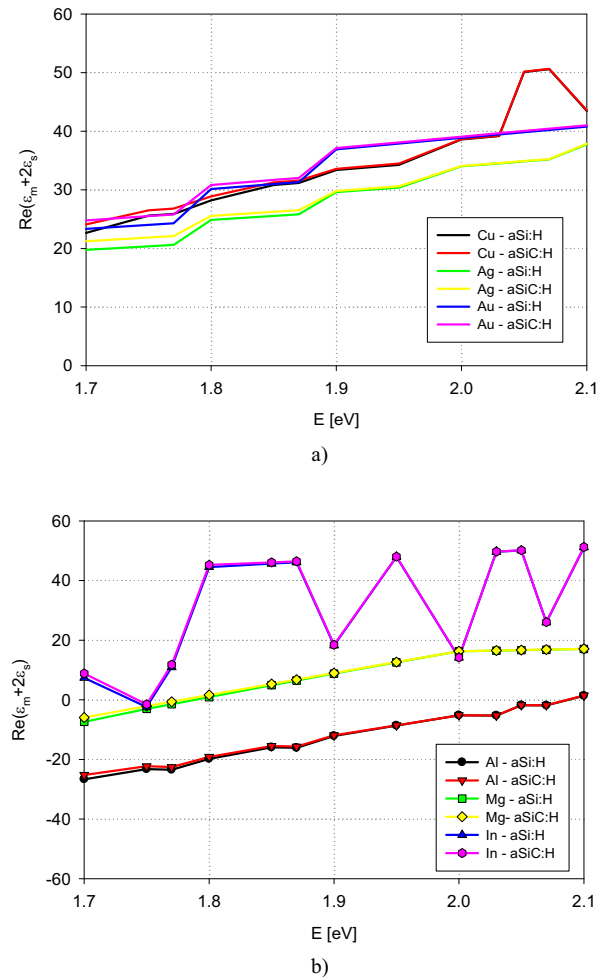 60
50
40
30
20
10
0
Re(εₘ+2εₛ)
Cu - aSi:H
Cu - aSiC:H
Ag - aSi:H
Ag - aSiC:H
Au - aSi:H
Au - aSiC:H
1.7 1.8 1.9 2.0 2.1
E [eV]
a)
60
40
20
0
-20
-40
-60
Re(εₘ+2εₛ)
Al - aSi:H
Al - aSiC:H
Mg - aSi:H
Mg- aSiC:H
In - aSi:H
In - aSiC:H
1.7 1.8 1.9 2.0 2.1
E [eV]
b)